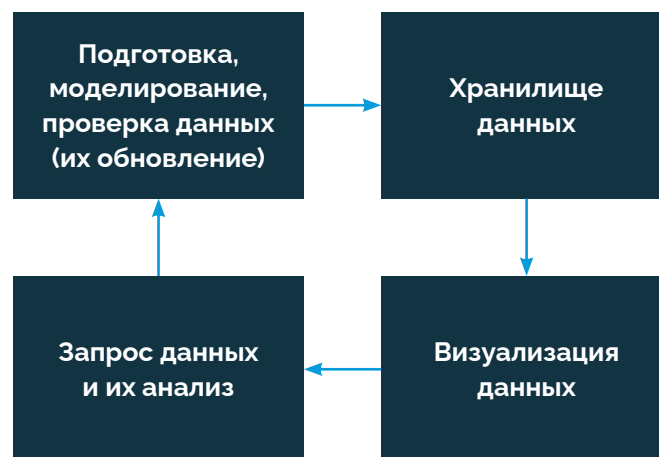 Подготовка,
моделирование,
проверка данных
(их обновление)
Хранилище
данных
Запрос данных
и их анализ
Визуализация
данных